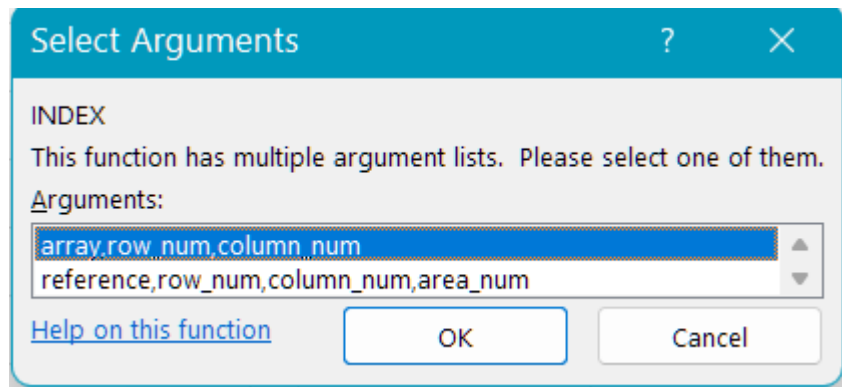 Select Arguments ? ×
INDEX
This function has multiple argument lists. Please select one of them.
Arguments:
array,row_num,column_num
reference,row_num,column_num,area_num
Help on this function
OK
Cancel